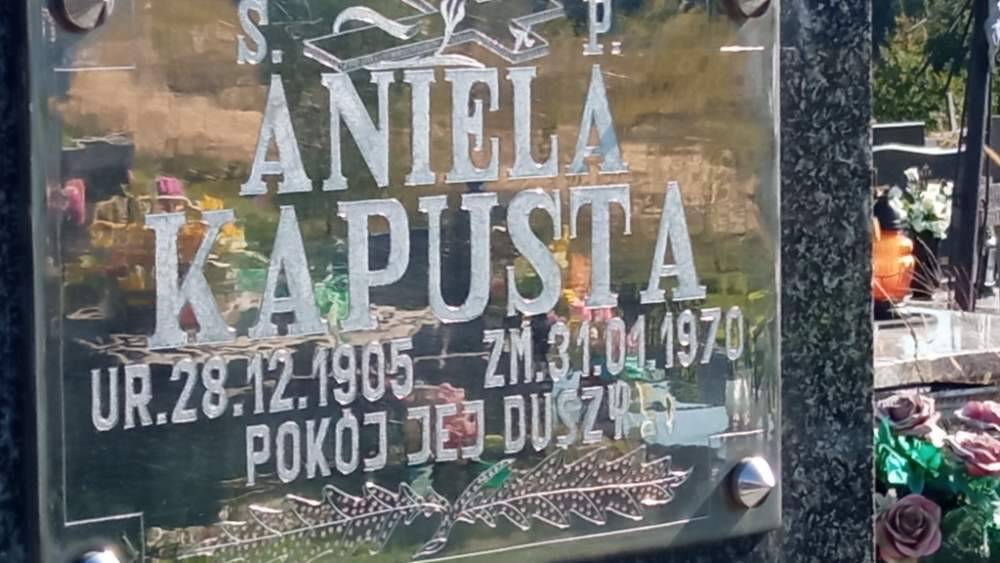 Ś. P.
ANIELA
KAPUSTA
UR.28.12.1905 ZM.31.01.1970
POKÓJ JEJ DUSZY